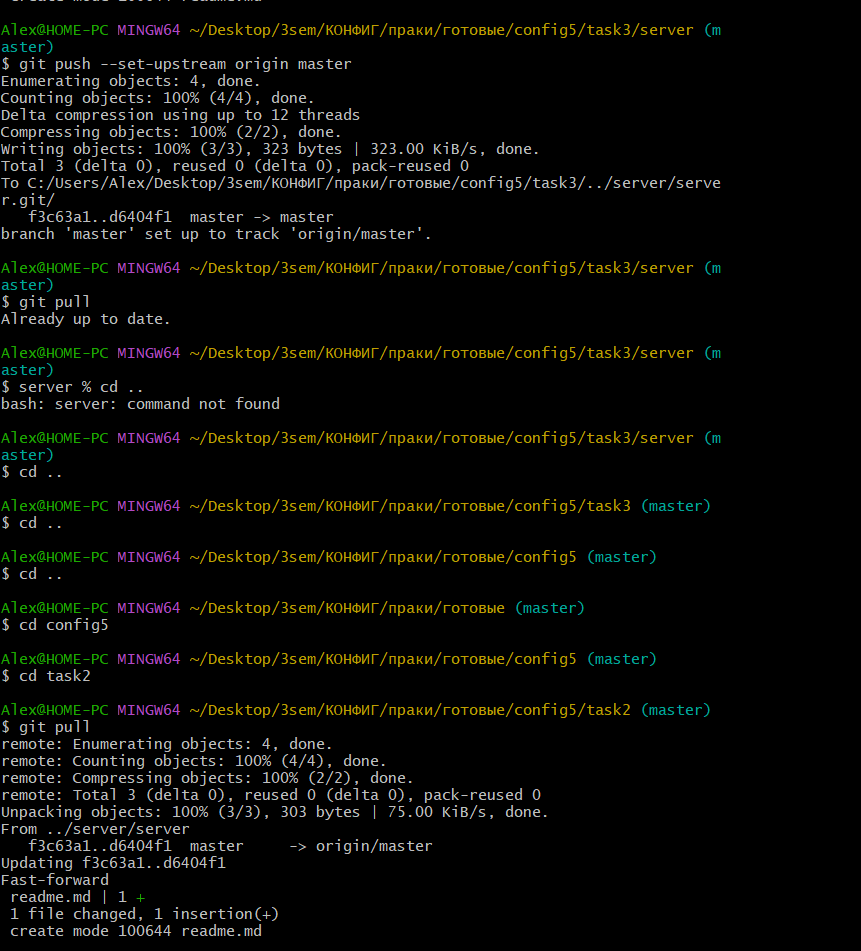 create mode 100644 readme.md
Alex@HOME-PC MINGW64 ~/Desktop/3sem/КОНФИГ/праки/готовые/config5/task3/server (m
aster)
$ git push --set-upstream origin master
Enumerating objects: 4, done.
Counting objects: 100% (4/4), done.
Delta compression using up to 12 threads
Compressing objects: 100% (2/2), done.
Writing objects: 100% (3/3), 323 bytes | 323.00 KiB/s, done.
Total 3 (delta 0), reused 0 (delta 0), pack-reused 0
To C:/Users/Alex/Desktop/3sem/КОНФИГ/праки/готовые/config5/task3/../server/serve
r.git/
   f3c63a1..d6404f1  master -> master
branch 'master' set up to track 'origin/master'.
Alex@HOME-PC MINGW64 ~/Desktop/3sem/КОНФИГ/праки/готовые/config5/task3/server (m
aster)
$ git pull
Already up to date.
Alex@HOME-PC MINGW64 ~/Desktop/3sem/КОНФИГ/праки/готовые/config5/task3/server (m
aster)
$ server % cd ..
bash: server: command not found
Alex@HOME-PC MINGW64 ~/Desktop/3sem/КОНФИГ/праки/готовые/config5/task3/server (m
aster)
$ cd ..
Alex@HOME-PC MINGW64 ~/Desktop/3sem/КОНФИГ/праки/готовые/config5/task3 (master)
$ cd ..
Alex@HOME-PC MINGW64 ~/Desktop/3sem/КОНФИГ/праки/готовые/config5 (master)
$ cd ..
Alex@HOME-PC MINGW64 ~/Desktop/3sem/КОНФИГ/праки/готовые (master)
$ cd config5
Alex@HOME-PC MINGW64 ~/Desktop/3sem/КОНФИГ/праки/готовые/config5 (master)
$ cd task2
Alex@HOME-PC MINGW64 ~/Desktop/3sem/КОНФИГ/праки/готовые/config5/task2 (master)
$ git pull
remote: Enumerating objects: 4, done.
remote: Counting objects: 100% (4/4), done.
remote: Compressing objects: 100% (2/2), done.
remote: Total 3 (delta 0), reused 0 (delta 0), pack-reused 0
Unpacking objects: 100% (3/3), 303 bytes | 75.00 KiB/s, done.
From ../server/server
   f3c63a1..d6404f1  master     -> origin/master
Updating f3c63a1..d6404f1
Fast-forward
 readme.md | 1 +
 1 file changed, 1 insertion(+)
 create mode 100644 readme.md